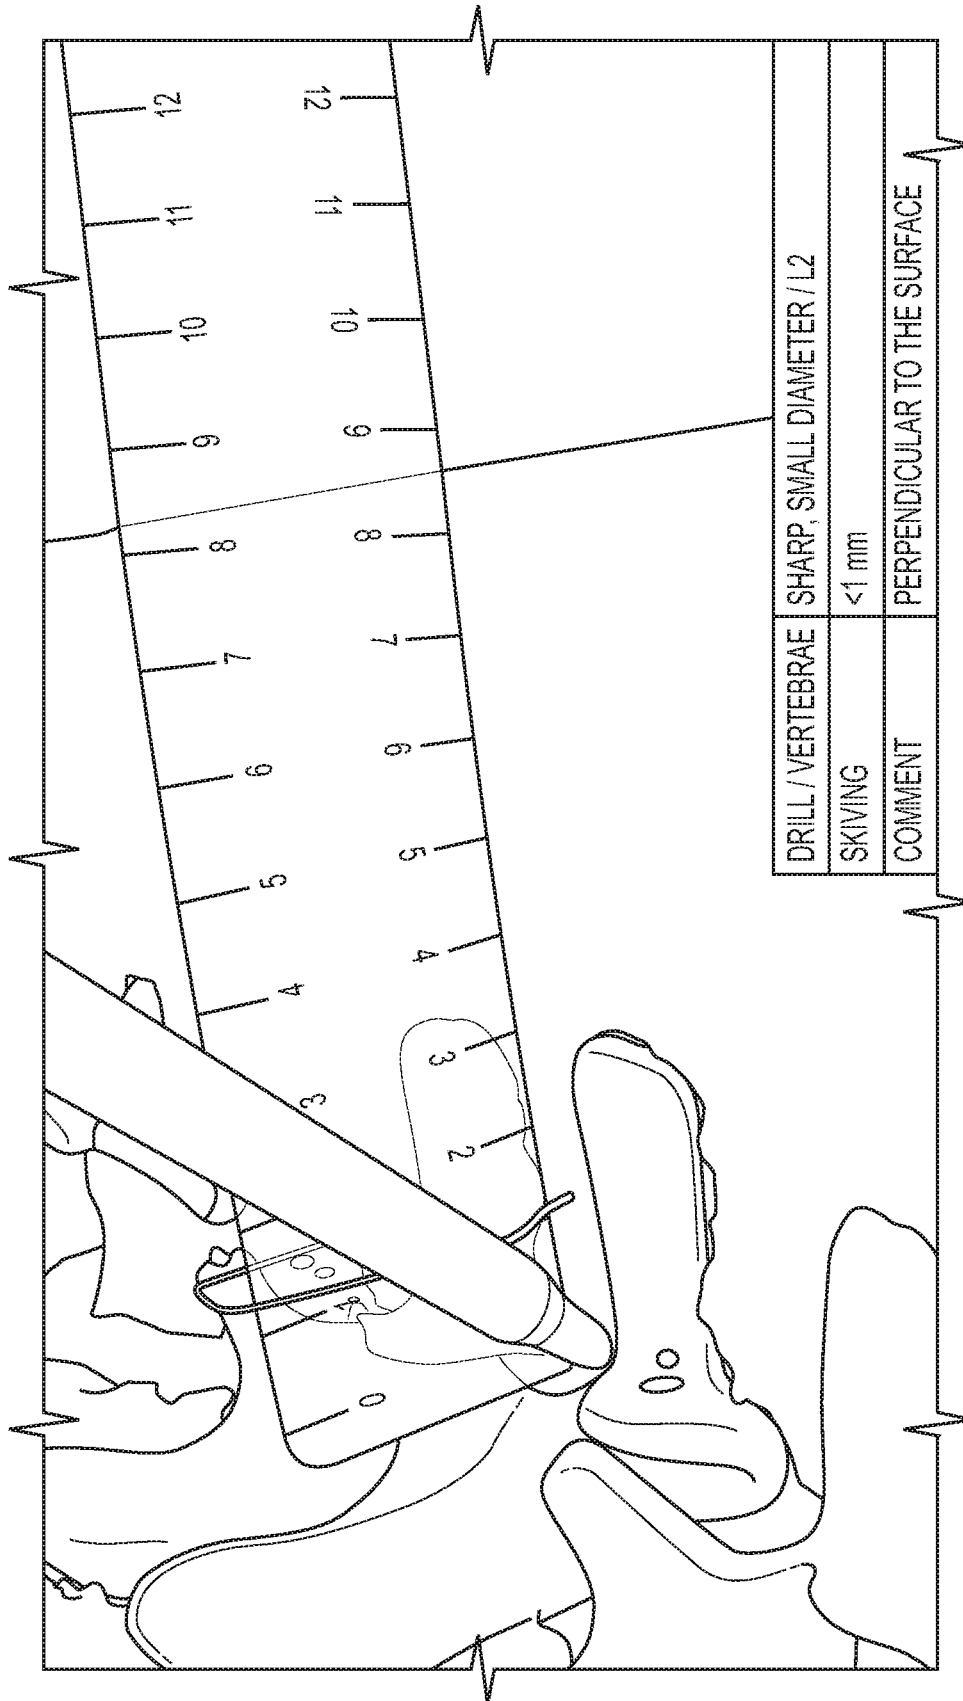 0 3 4 5 6 7 8 9 10 11 12
2 3 4 5 6 7 8 9 10 11 12
DRILL / VERTEBRAE SHARP, SMALL DIAMETER / L2
SKIVING <1 mm
COMMENT PERPENDICULAR TO THE SURFACE